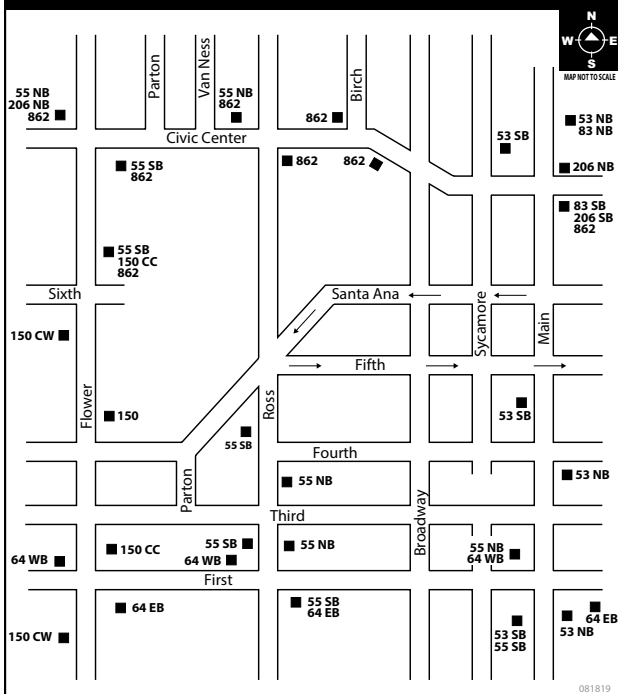 N
W E
S
MAP NOT TO SCALE
Parton
Van Ness
Birch
55 NB
206 NB
862
55 NB
862
862
53 NB
83 NB
53 SB
Civic Center
55 SB
862
862
862
206 NB
83 SB
206 SB
862
55 SB
150 CC
862
Sixth
Santa Ana
Sycamore
Main
150 CW
Fifth
Flower
Ross
150
53 SB
55 SB
Fourth
Parton
55 NB
53 NB
Broadway
Third
64 WB
150 CC
55 SB
64 WB
55 NB
55 NB
64 WB
First
64 EB
55 SB
64 EB
150 CW
53 SB
55 SB
53 NB
64 EB
081819